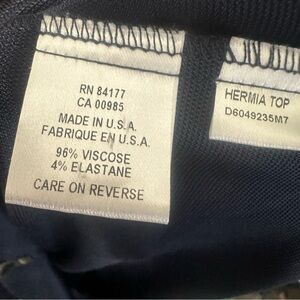 RN 84177
CA 00985
MADE IN U.S.A.
FABRIQUE EN U.S.A.
96% VISCOSE
4% ELASTANE
CARE ON REVERSE
HERMIA TOP
D6049235M7